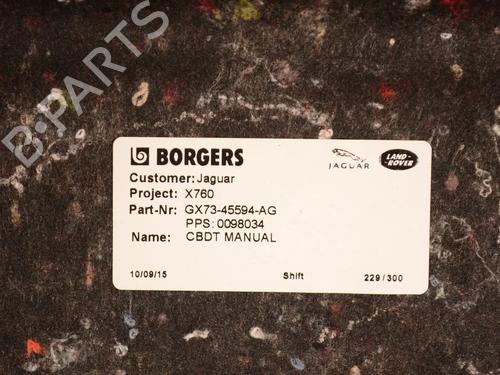 B-PARTS
BORGERS
JAGUAR
LAND-
ROVER
Customer: Jaguar
Project: X760
Part-Nr: GX73-45594-AG
PPS: 0098034
Name: CBDT MANUAL
10/09/15 Shift 229 / 300